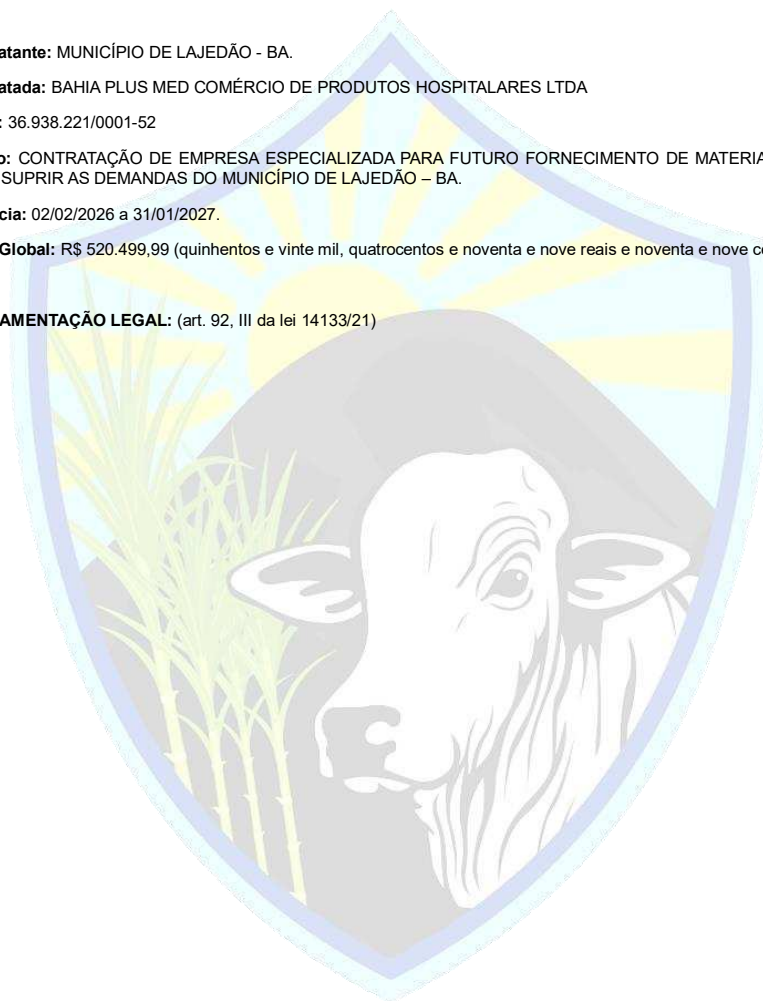 atante: MUNICÍPIO DE LAJEDÃO - BA.
atada: BAHIA PLUS MED COMÉRCIO DE PRODUTOS HOSPITALARES LTDA
: 36.938.221/0001-52
o: CONTRATAÇÃO DE EMPRESA ESPECIALIZADA PARA FUTURO FORNECIMENTO DE MATERIA
SUPRIR AS DEMANDAS DO MUNICÍPIO DE LAJEDÃO – BA.
cia: 02/02/2026 a 31/01/2027.
Global: R$ 520.499,99 (quinhentos e vinte mil, quatrocentos e noventa e nove reais e noventa e nove ce
AMENTAÇÃO LEGAL: (art. 92, III da lei 14133/21)